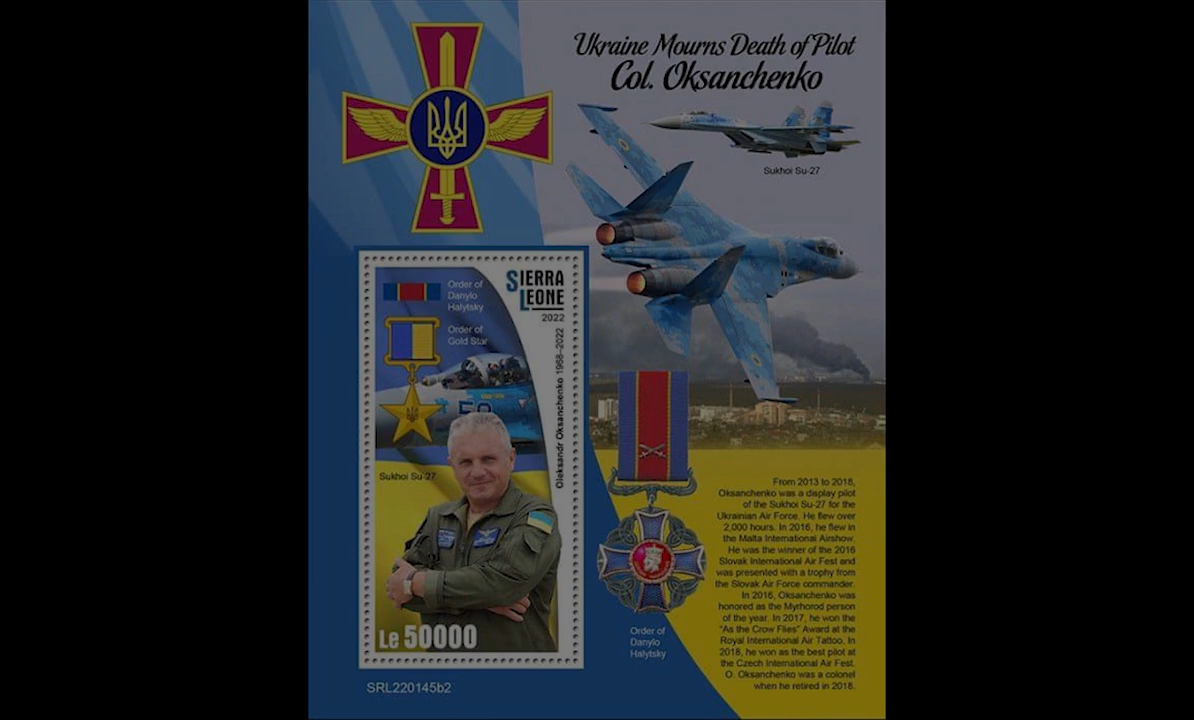 Ukraine Mourns Death of Pilot
Col. Oksanchenko
Sukhoi Su-27
Order of
Danylo
Halytsky
Order of
Gold Star
SIERRA
LEONE
2022
Oleksandr Oksanchenko 1968–2022
50
Sukhoi Su-27
Le 50000
SRL220145b2
Order of
Danylo
Halytsky
From 2013 to 2018,
Oksanchenko was a display pilot
of the Sukhoi Su-27 for the
Ukrainian Air Force. He flew over
2,000 hours. In 2016, he flew in
the Malta International Airshow.
He was the winner of the 2016
Slovak International Air Fest and
was presented with a trophy from
the Slovak Air Force commander.
In 2016, Oksanchenko was
honored as the Myrhorod person
of the year. In 2017, he won the
"As the Crow Flies" Award at the
Royal International Air Tattoo. In
2018, he won as the best pilot at
the Czech International Air Fest.
O. Oksanchenko was a colonel
when he retired in 2018.